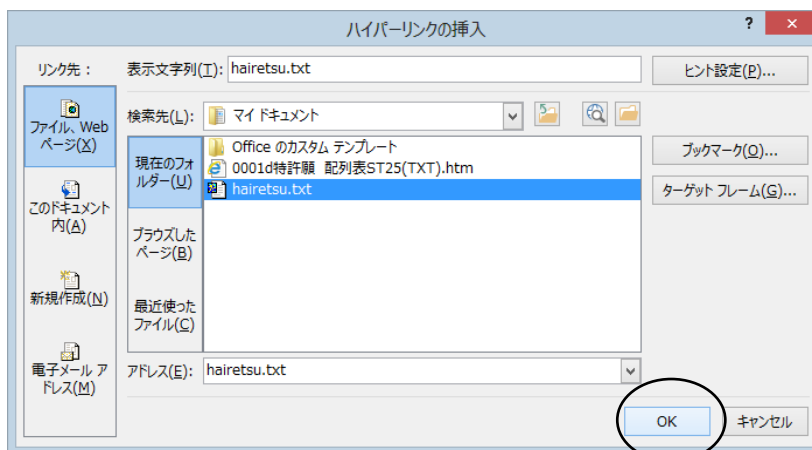 ハイパーリンクの挿入
? ×
リンク先：
表示文字列(T): hairetsu.txt
ヒント設定(P)...
ファイル、Web
ページ(X)
検索先(L): マイ ドキュメント
現在のフォ
ルダー(U)
Office のカスタム テンプレート
0001d特許願 配列表ST25(TXT).htm
hairetsu.txt
ブックマーク(O)...
ターゲット フレーム(G)...
このドキュメント
内(A)
ブラウズした
ページ(B)
新規作成(N)
最近使った
ファイル(C)
電子メール ア
ドレス(M)
アドレス(E): hairetsu.txt
OK
キャンセル